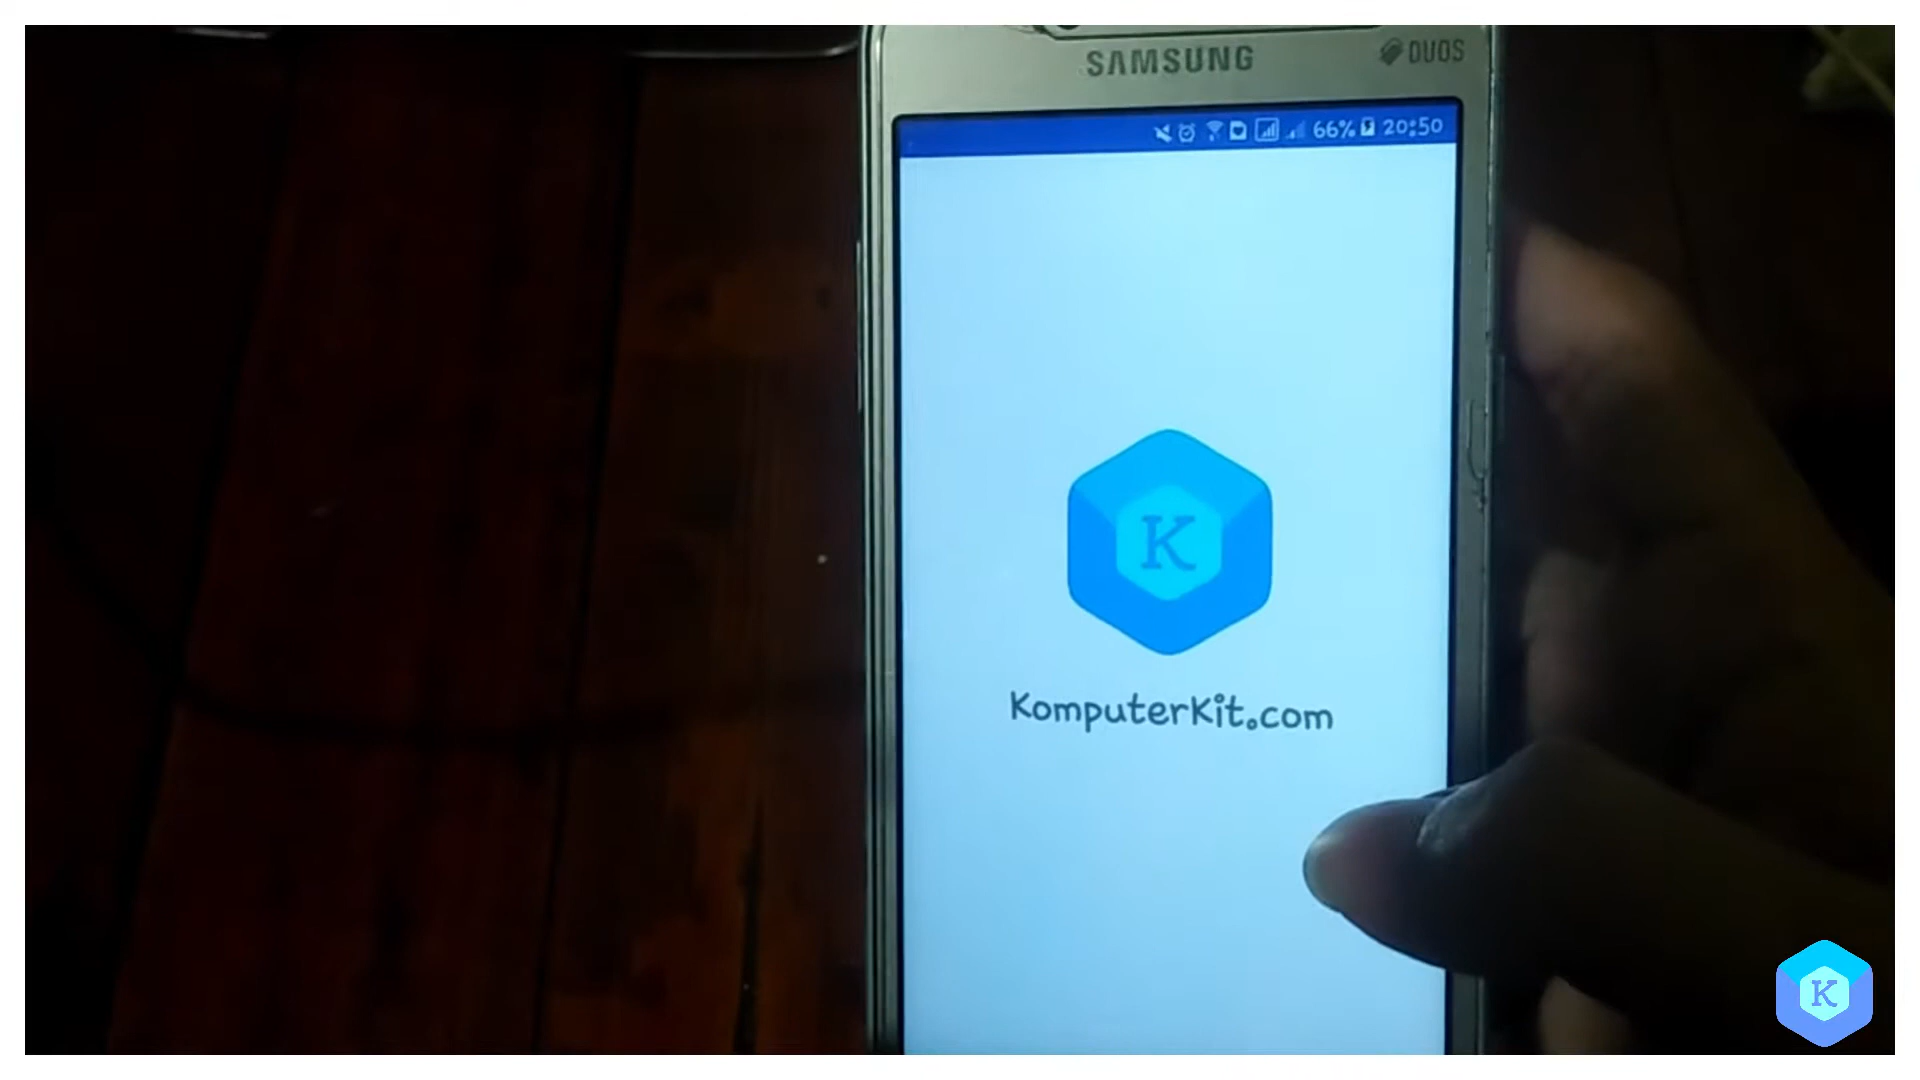 SAMSUNG
DUOS
66% 20:50
K
KomputerKit.com
K